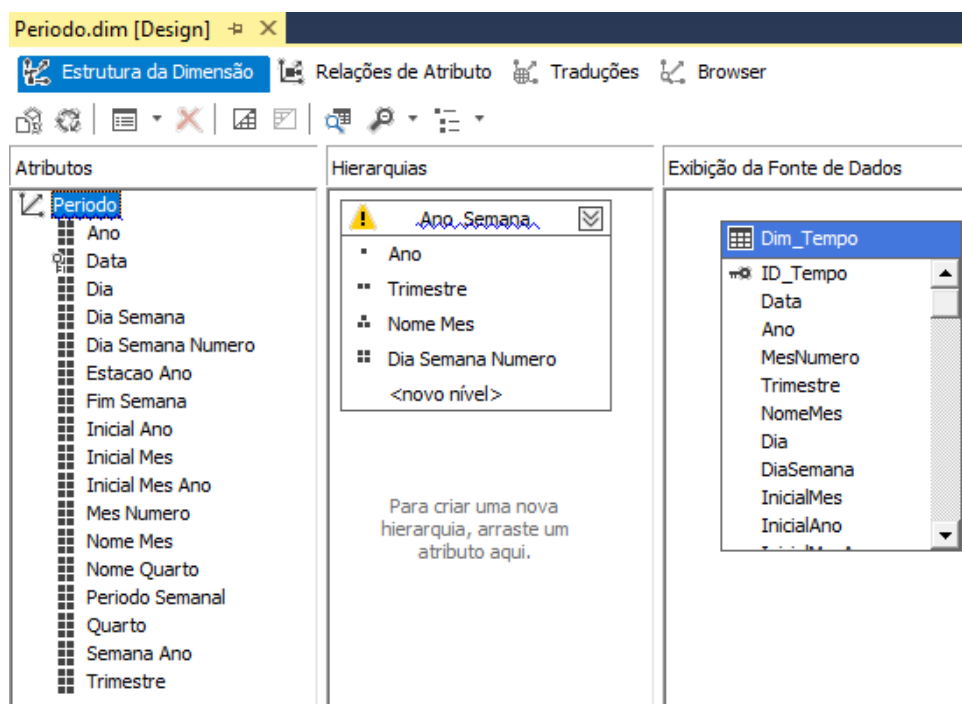 Periodo.dim [Design]
Estrutura da Dimensão Relações de Atributo Traduções Browser
Atributos
Periodo
Ano
Data
Dia
Dia Semana
Dia Semana Numero
Estacao Ano
Fim Semana
Inicial Ano
Inicial Mes
Inicial Mes Ano
Mes Numero
Nome Mes
Nome Quarto
Periodo Semanal
Quarto
Semana Ano
Trimestre
Hierarquias
Ano_Semana
Ano
Trimestre
Nome Mes
Dia Semana Numero
<novo nível>
Para criar uma nova
hierarquia, arraste um
atributo aqui.
Exibição da Fonte de Dados
Dim_Tempo
ID_Tempo
Data
Ano
MesNumero
Trimestre
NomeMes
Dia
DiaSemana
InicialMes
InicialAno